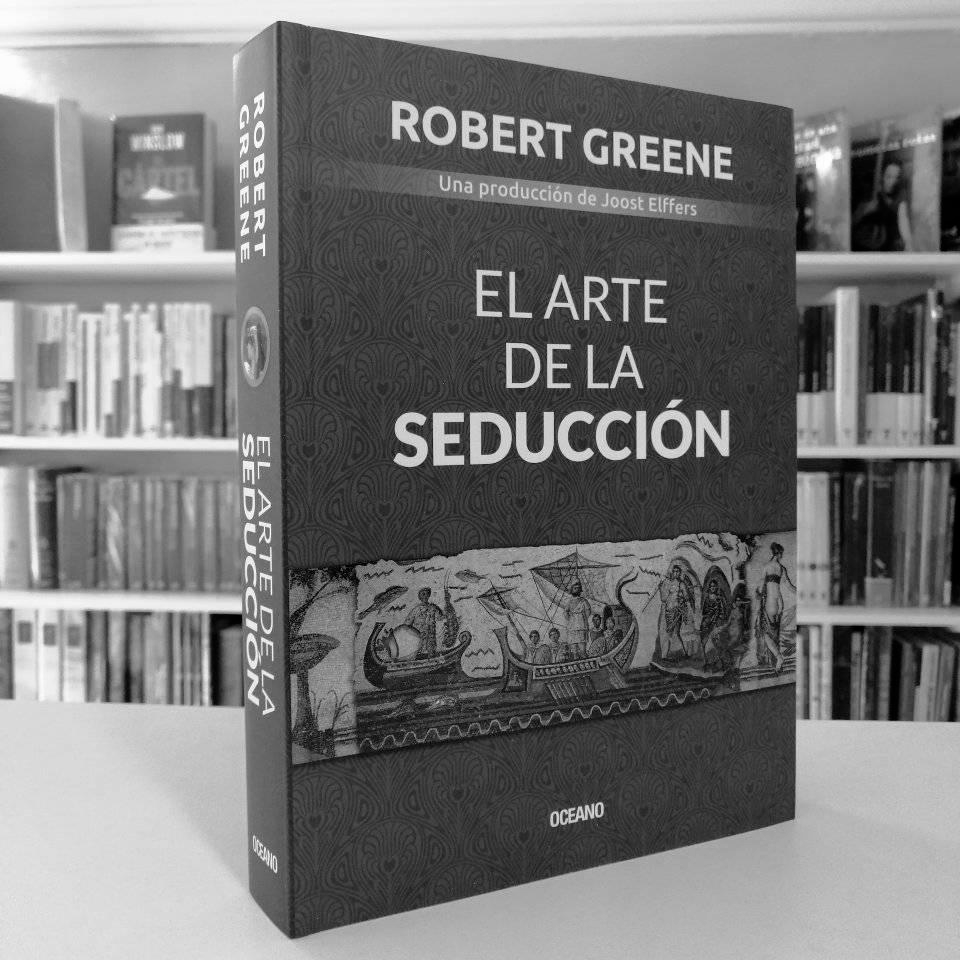 ROBERT GREENE
Una producción de Joost Elffers
EL ARTE
DE LA
SEDUCCIÓN
OCEANO
ROBERT
GREENE
EL ARTE DE LA
SEDUCCIÓN
OCEANO
WINSLOW
CÁRTEL